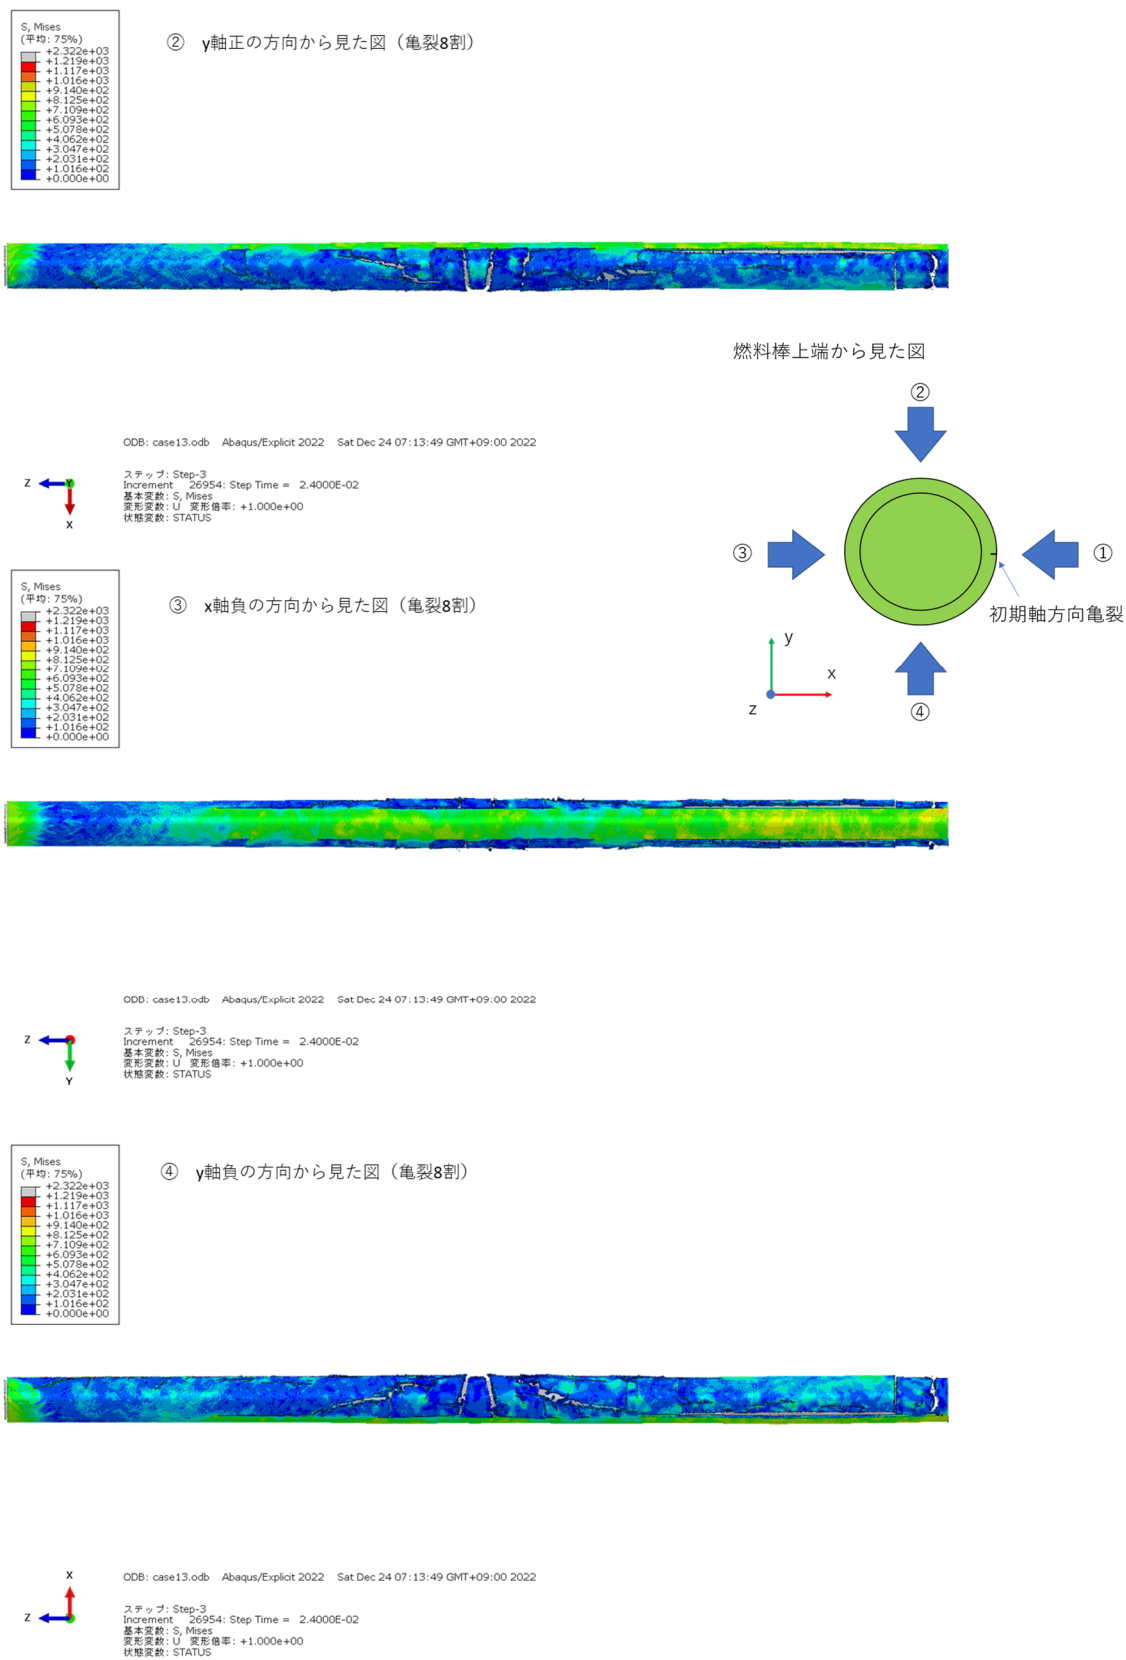 S, Mises
(平均: 75%)
+2.322e+03
+1.219e+03
+1.117e+03
+1.016e+03
+9.140e+02
+8.125e+02
+7.109e+02
+6.093e+02
+5.078e+02
+4.062e+02
+3.047e+02
+2.031e+02
+1.016e+02
+0.000e+00
② y軸正の方向から見た図（亀裂8割）
燃料棒上端から見た図
②
③
①
初期軸方向亀裂
④
y
x
z
ODB: case13.odb Abaqus/Explicit 2022 Sat Dec 24 07:13:49 GMT+09:00 2022
ステップ: Step-3
Increment 26954: Step Time = 2.4000E-02
基本変数: S, Mises
変形変数: U 変形倍率: +1.000e+00
状態変数: STATUS
Z
Y
X
S, Mises
(平均: 75%)
+2.322e+03
+1.219e+03
+1.117e+03
+1.016e+03
+9.140e+02
+8.125e+02
+7.109e+02
+6.093e+02
+5.078e+02
+4.062e+02
+3.047e+02
+2.031e+02
+1.016e+02
+0.000e+00
③ x軸負の方向から見た図（亀裂8割）
ODB: case13.odb Abaqus/Explicit 2022 Sat Dec 24 07:13:49 GMT+09:00 2022
ステップ: Step-3
Increment 26954: Step Time = 2.4000E-02
基本変数: S, Mises
変形変数: U 変形倍率: +1.000e+00
状態変数: STATUS
Z
Y
S, Mises
(平均: 75%)
+2.322e+03
+1.219e+03
+1.117e+03
+1.016e+03
+9.140e+02
+8.125e+02
+7.109e+02
+6.093e+02
+5.078e+02
+4.062e+02
+3.047e+02
+2.031e+02
+1.016e+02
+0.000e+00
④ y軸負の方向から見た図（亀裂8割）
X
Z
ODB: case13.odb Abaqus/Explicit 2022 Sat Dec 24 07:13:49 GMT+09:00 2022
ステップ: Step-3
Increment 26954: Step Time = 2.4000E-02
基本変数: S, Mises
変形変数: U 変形倍率: +1.000e+00
状態変数: STATUS